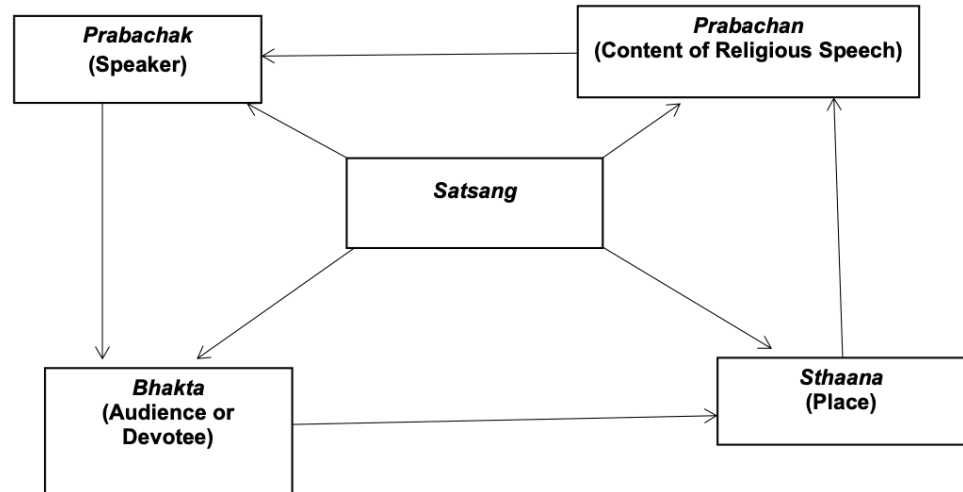 Prabachak
(Speaker)
Prabachan
(Content of Religious Speech)
Satsang
Bhakta
(Audience or
Devotee)
Sthaana
(Place)